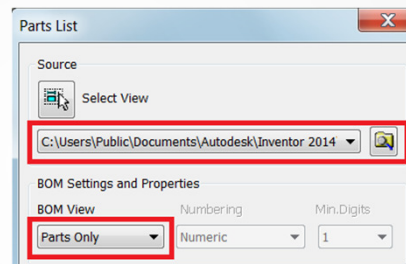 Parts List
Source
Select View
C:\Users\Public\Documents\Autodesk\Inventor 2014
BOM Settings and Properties
BOM View Numbering Min.Digits
Parts Only Numeric 1